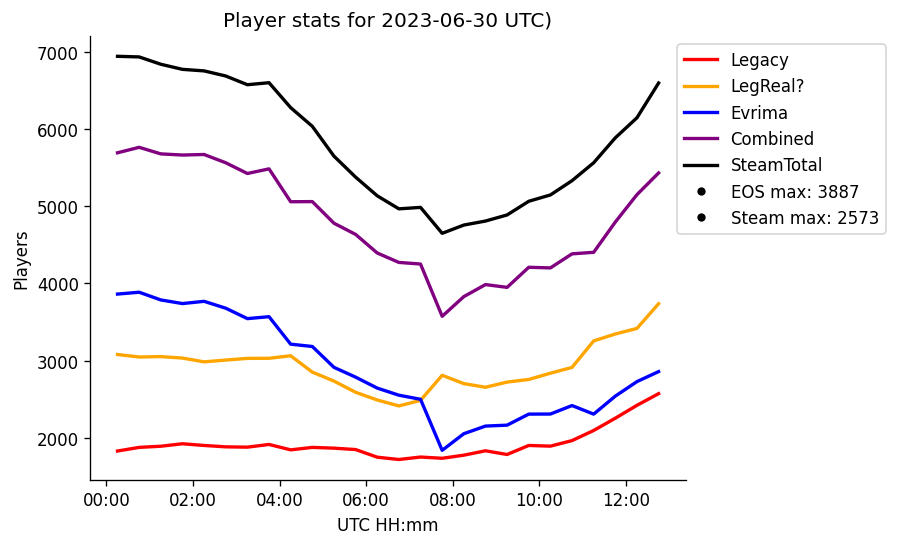 Player stats for 2023-06-30 UTC)
7000
6000
5000
4000
3000
2000
Players
00:00
02:00
04:00
06:00
08:00
10:00
12:00
UTC HH:mm
Legacy
LegReal?
Evrima
Combined
SteamTotal
EOS max: 3887
Steam max: 2573